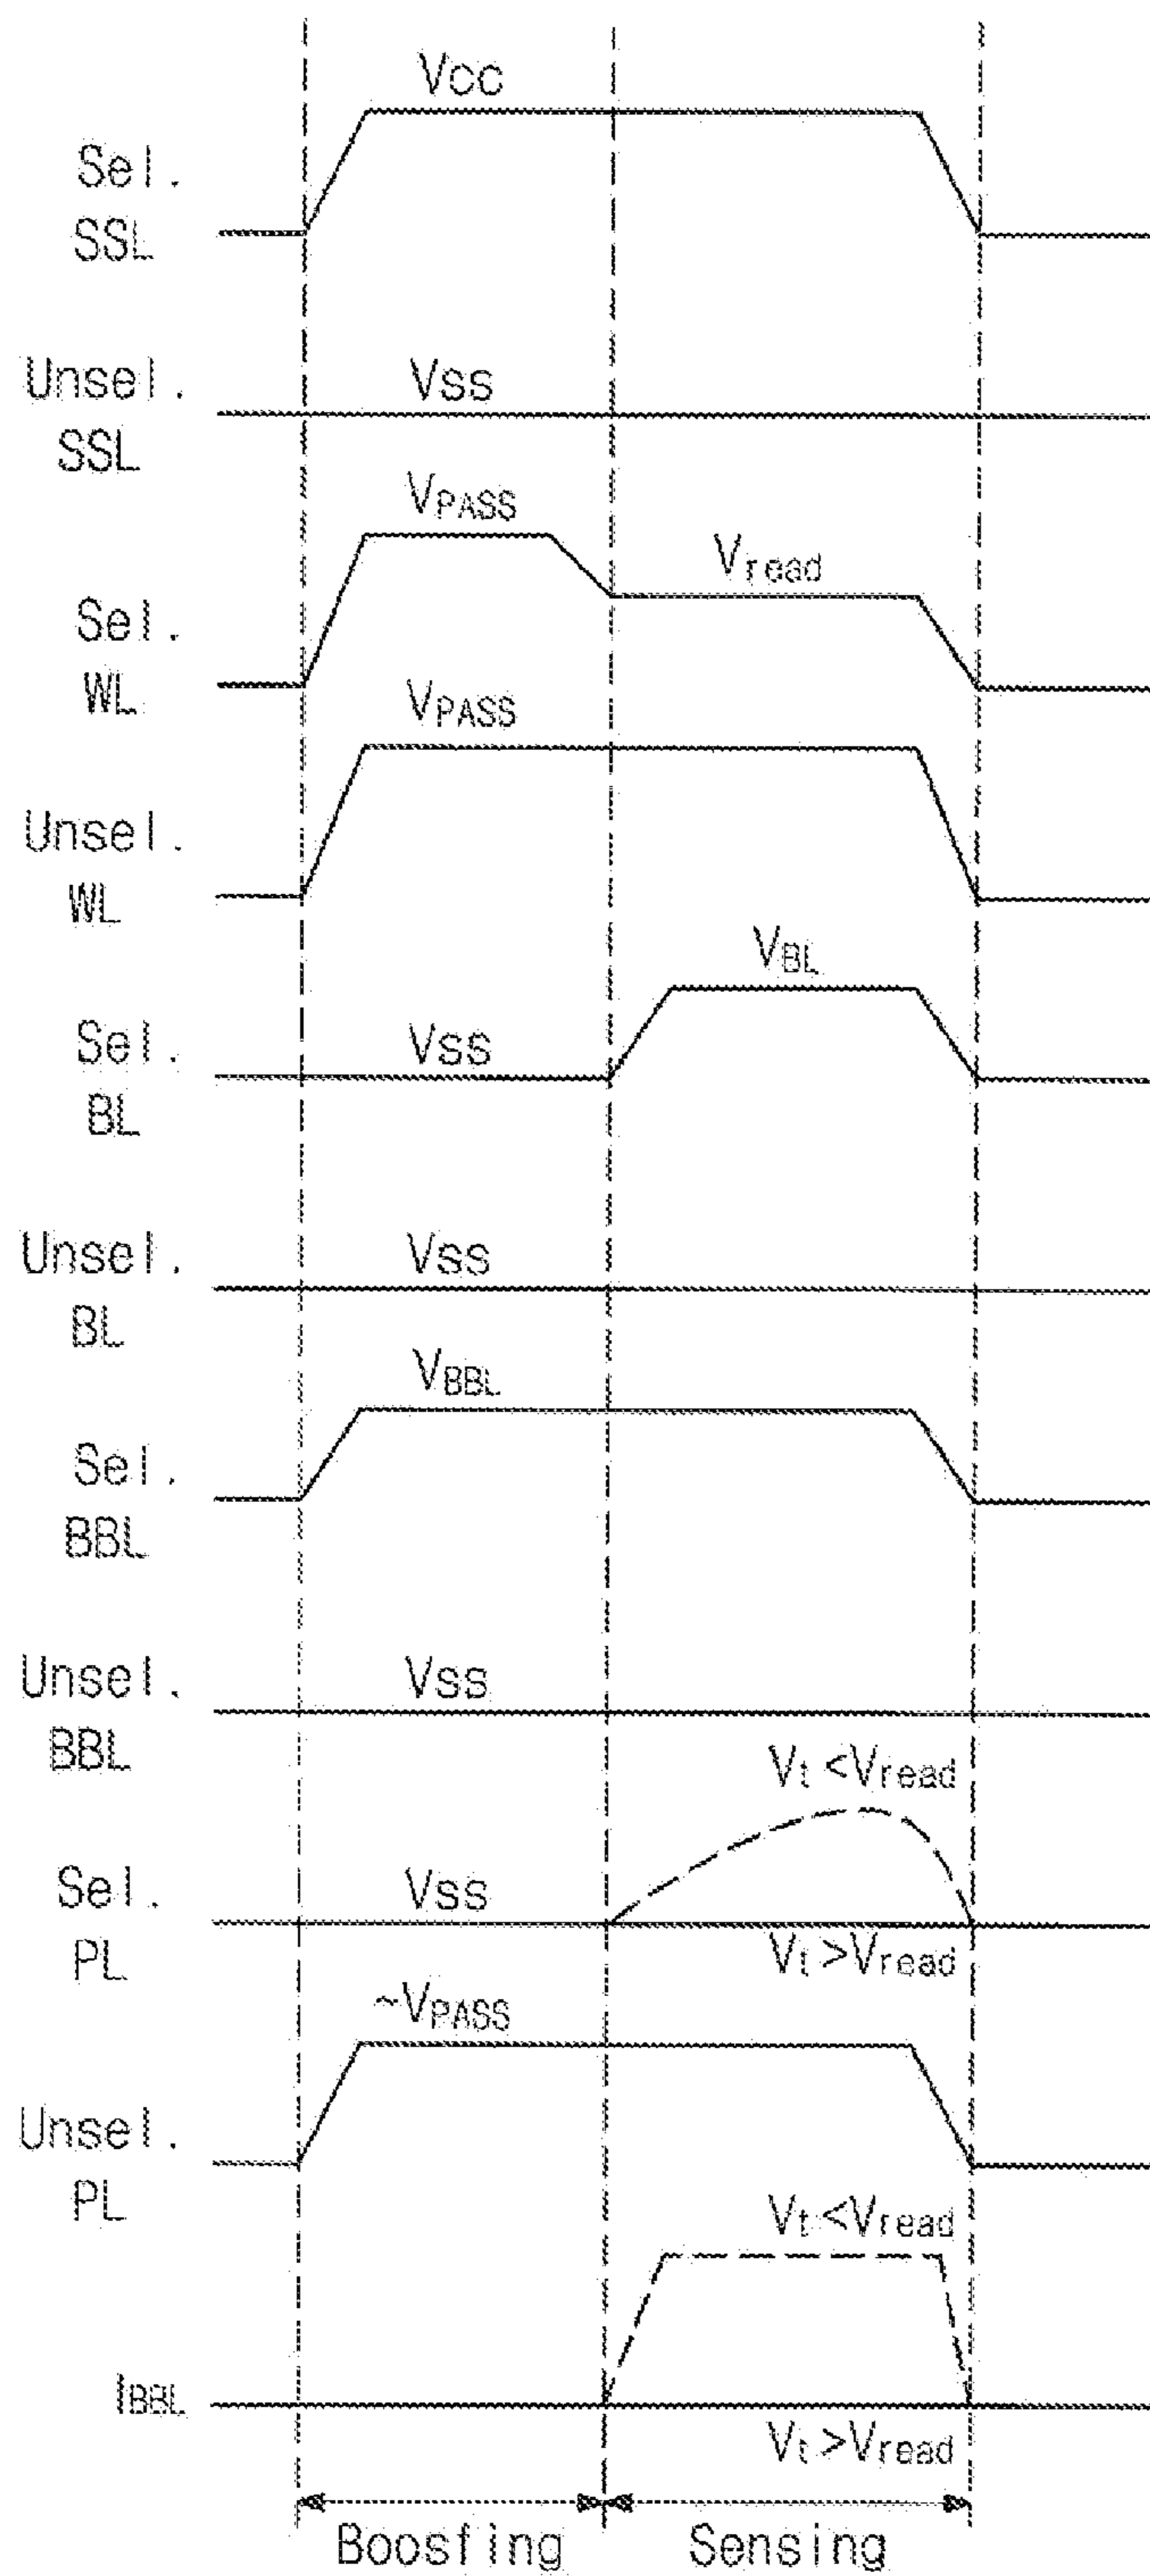 Vcc
Sel.
SSL
Unsel.
Vss
SSL
VPASS
Vread
Sel.
WL
VPASS
Unsel.
WL
VBL
Sel.
Vss
BL
Unsel.
Vss
BL
VBBL
Sel.
BBL
Unsel.
Vss
BBL
Vt<Vread
Sel.
Vss
PL
Vt>Vread
~VPASS
Unsel.
PL
Vt<Vread
IBBL
Vt>Vread
Boosfing
Sensing